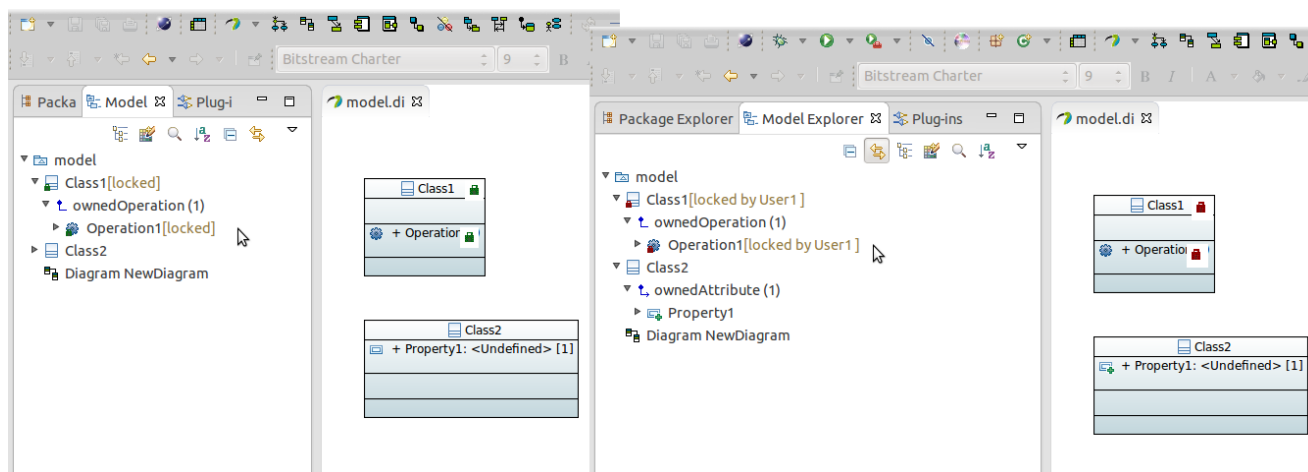 Bitstream Charter
9
B
Packa
Model
Plug-i
model.di
model
Class1[locked]
ownedOperation (1)
Operation1[locked]
Class2
Diagram NewDiagram
Class1
+ Operation
Class2
+ Property1: <Undefined> [1]
Bitstream Charter
9
B I A
Package Explorer
Model Explorer
Plug-ins
model.di
model
Class1[locked by User1 ]
ownedOperation (1)
Operation1[locked by User1 ]
Class2
ownedAttribute (1)
Property1
Diagram NewDiagram
Class1
+ Operation
Class2
+ Property1: <Undefined> [1]